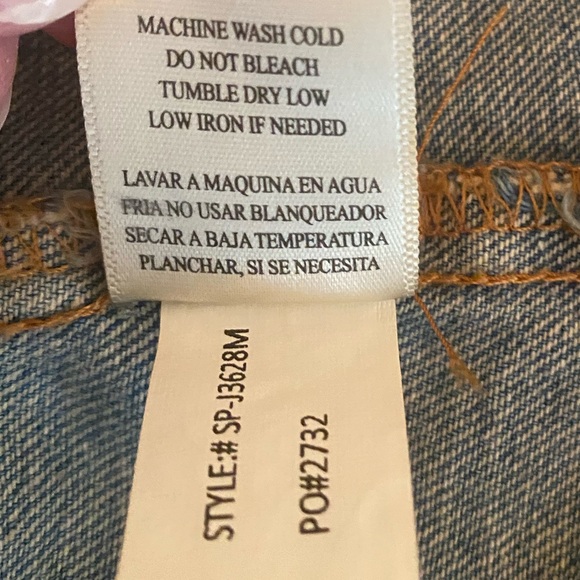 MACHINE WASH COLD
DO NOT BLEACH
TUMBLE DRY LOW
LOW IRON IF NEEDED
LAVAR A MAQUINA EN AGUA
FRIA NO USAR BLANQUEADOR
SECAR A BAJA TEMPERATURA
PLANCHAR, SI SE NECESITA
STYLE:# SP-J3628M
PO#2732